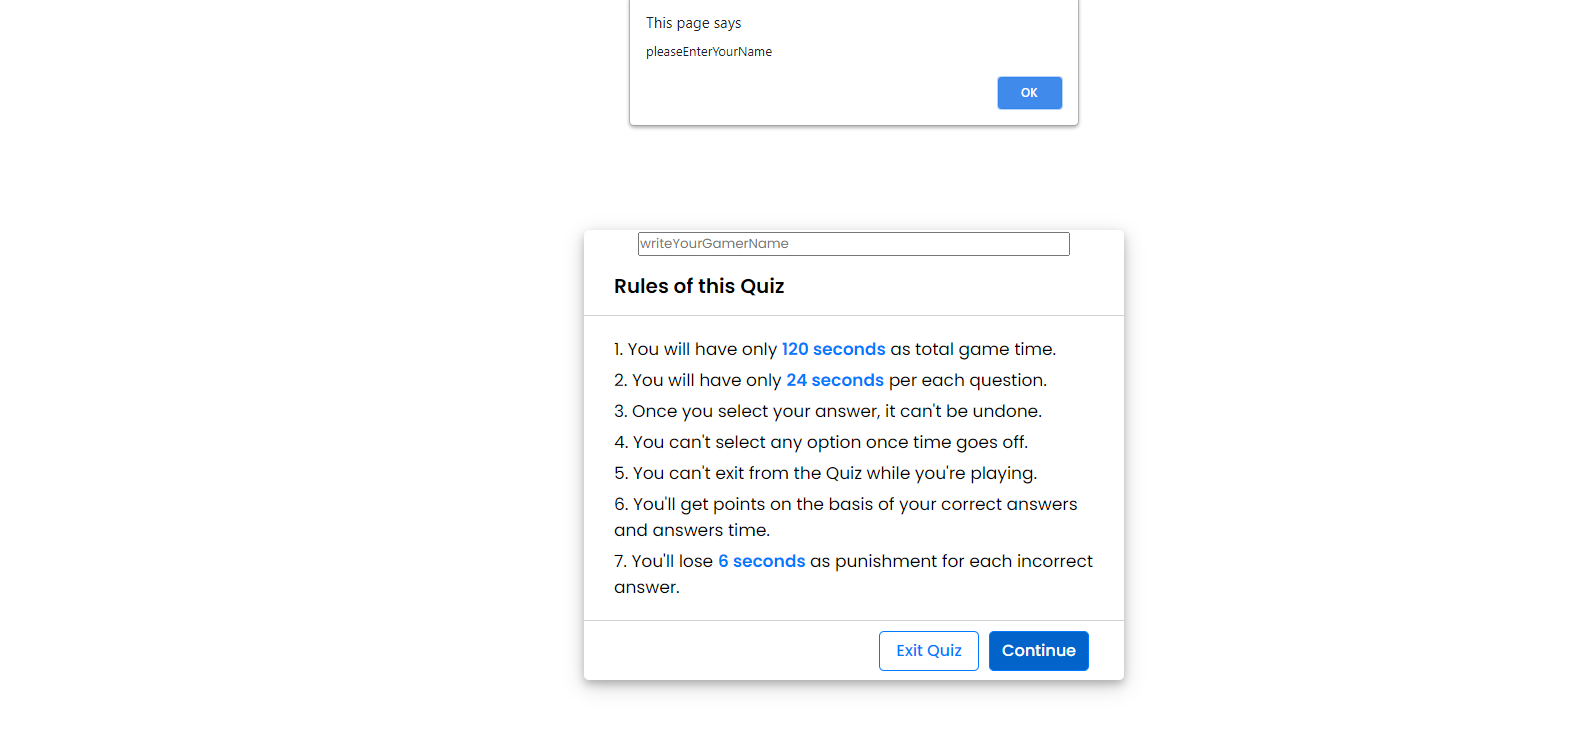 This page says
pleaseEnterYourName
OK
writeYourGamerName
Rules of this Quiz
1. You will have only 120 seconds as total game time.
2. You will have only 24 seconds per each question.
3. Once you select your answer, it can't be undone.
4. You can't select any option once time goes off.
5. You can't exit from the Quiz while you're playing.
6. You'll get points on the basis of your correct answers
and answers time.
7. You'll lose 6 seconds as punishment for each incorrect
answer.
Exit Quiz Continue